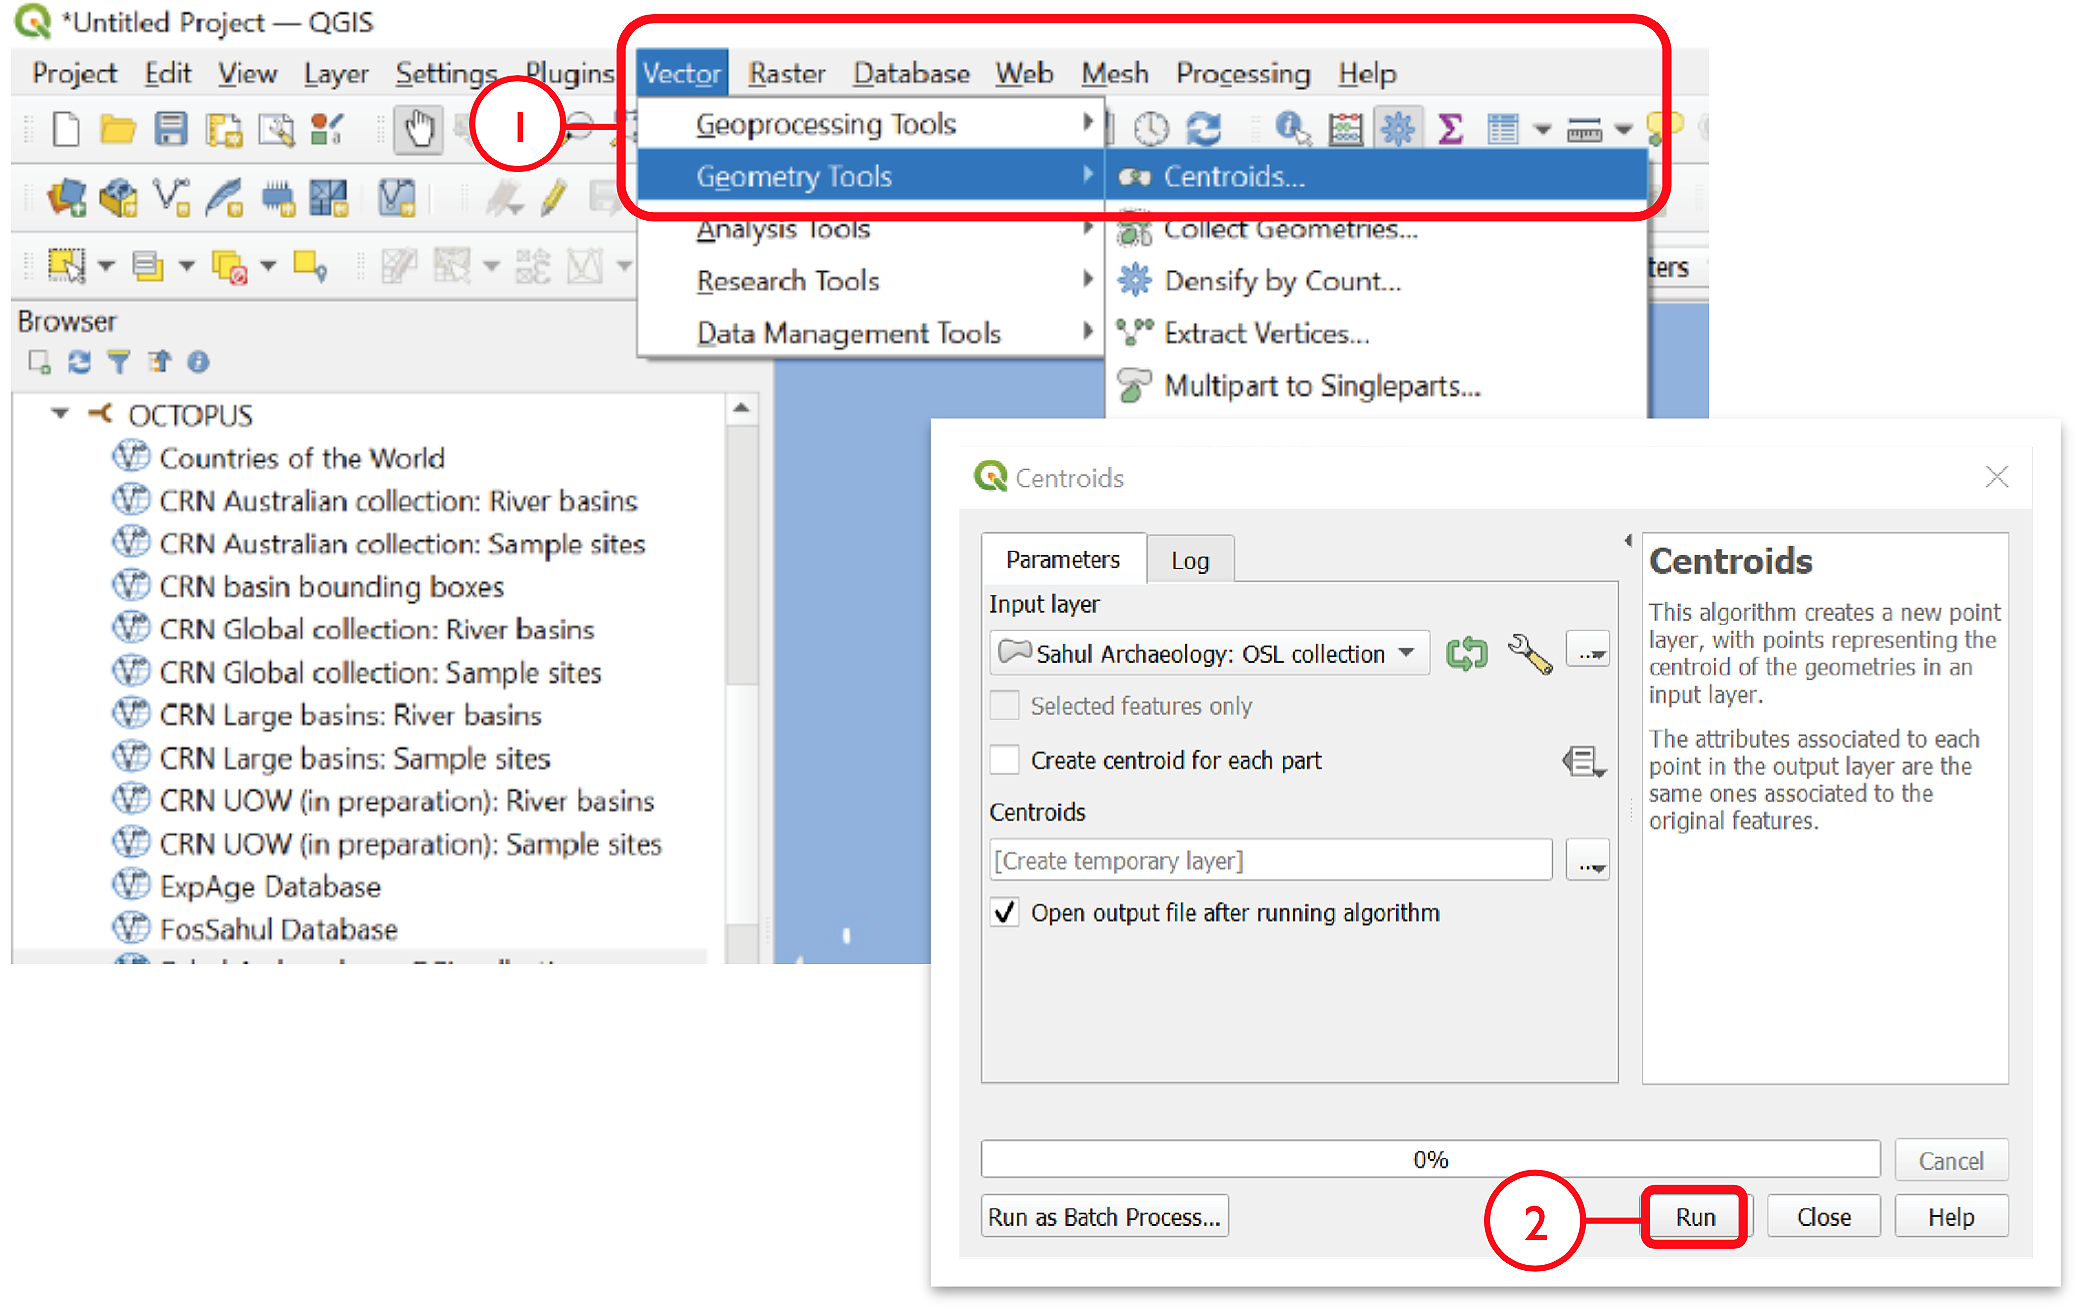 *Untitled Project — QGIS
Project Edit View Layer Settings Plugins Vector Raster Database Web Mesh Processing Help
1
Geoprocessing Tools
Geometry Tools
Centroids...
Analysis Tools
Collect Geometries...
Research Tools
Densify by Count...
ters
Data Management Tools
Extract Vertices...
Multipart to Singleparts...
Browser
OCTOPUS
Countries of the World
CRN Australian collection: River basins
CRN Australian collection: Sample sites
CRN basin bounding boxes
CRN Global collection: River basins
CRN Global collection: Sample sites
CRN Large basins: River basins
CRN Large basins: Sample sites
CRN UOW (in preparation): River basins
CRN UOW (in preparation): Sample sites
ExpAge Database
FosSahul Database
Centroids
Parameters
Log
Input layer
Sahul Archaeology: OSL collection
...
Selected features only
Create centroid for each part
Centroids
[Create temporary layer]
...
Open output file after running algorithm
Centroids
This algorithm creates a new point
layer, with points representing the
centroid of the geometries in an
input layer.
The attributes associated to each
point in the output layer are the
same ones associated to the
original features.
0%
Cancel
Run as Batch Process...
2
Run
Close
Help